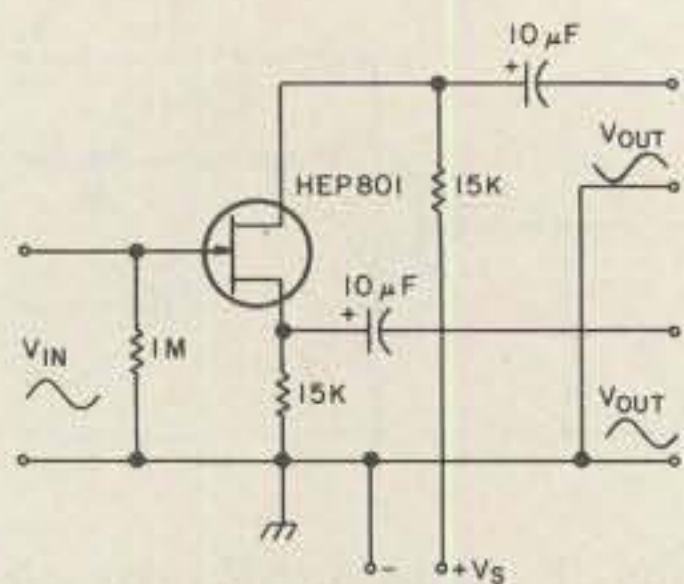 10 µF
+
VOUT
HEP801
15K
10 µF
+
VIN
1M
15K
VOUT
-
+VS